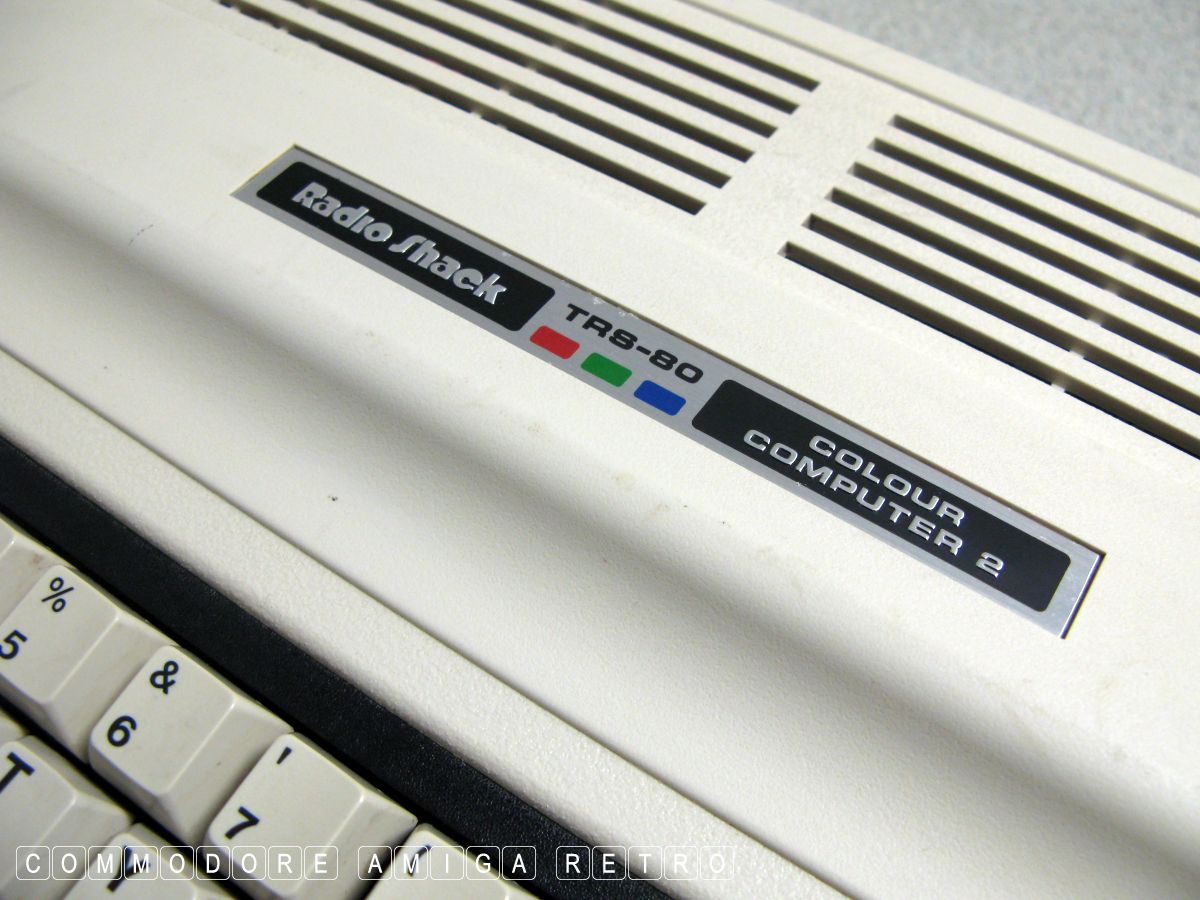 Radio Shack
TRS-80
COLOUR
COMPUTER 2
%
5
&
6
'
7
T
COMMODORE AMIGA RETRO